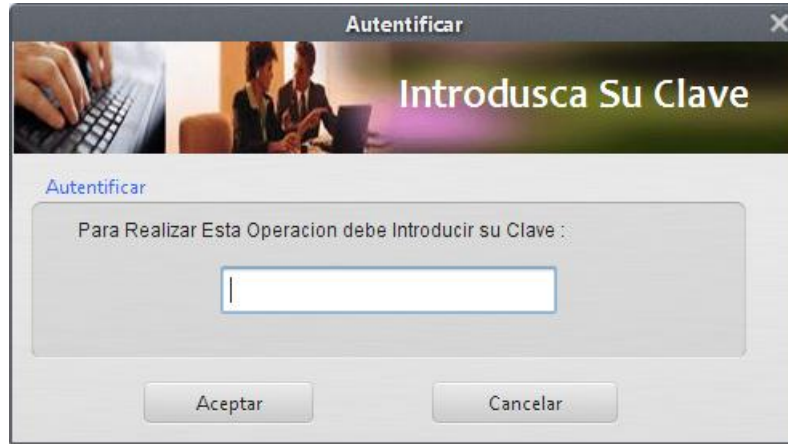 Autentificar
Introdusca Su Clave
Autentificar
Para Realizar Esta Operacion debe Introducir su Clave :
Aceptar
Cancelar